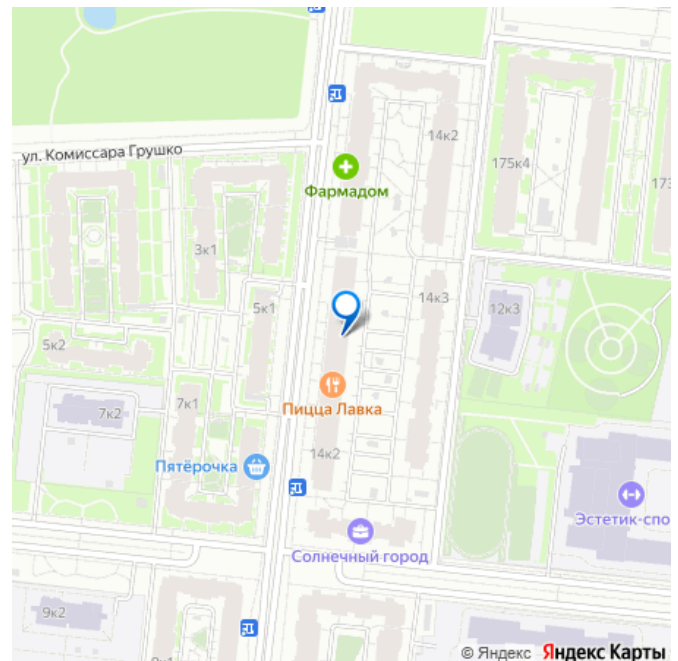 ул. Комиссара Грушко
14к2
175к4
173
Фармадом
3к1
14к3
12к3
5к1
5к2
7к2
7к1
Пицца Лавка
14к2
Пятёрочка
Эстетик-спо
Солнечный город
9к2
9к1
© Яндекс Яндекс Карты